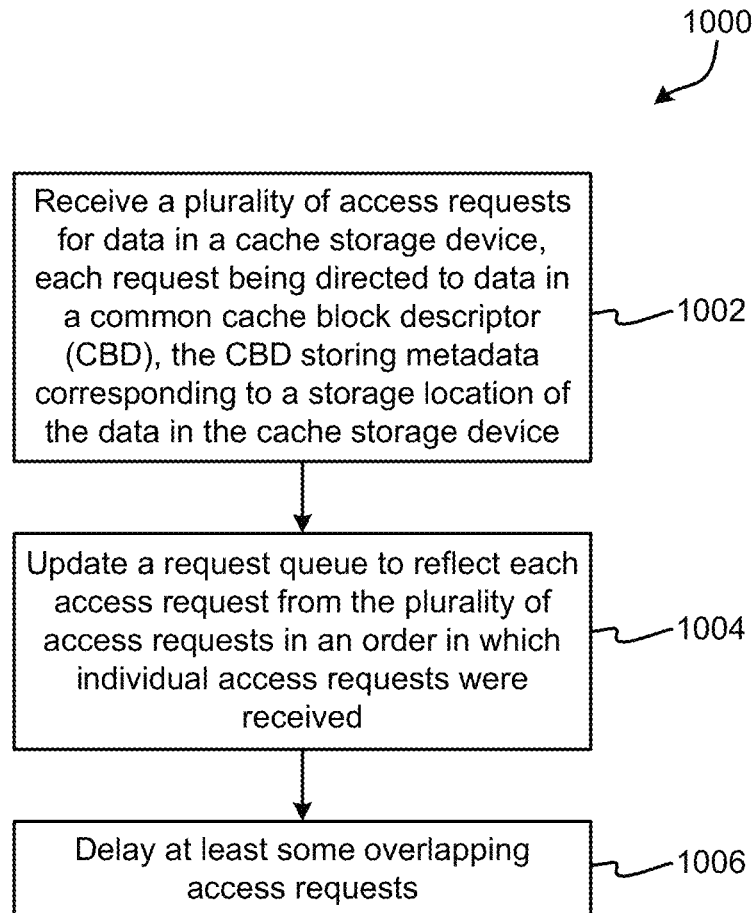 1000
Receive a plurality of access requests
for data in a cache storage device,
each request being directed to data in
a common cache block descriptor
(CBD), the CBD storing metadata
corresponding to a storage location of
the data in the cache storage device
1002
Update a request queue to reflect each
access request from the plurality of
access requests in an order in which
individual access requests were
received
1004
Delay at least some overlapping
access requests
1006